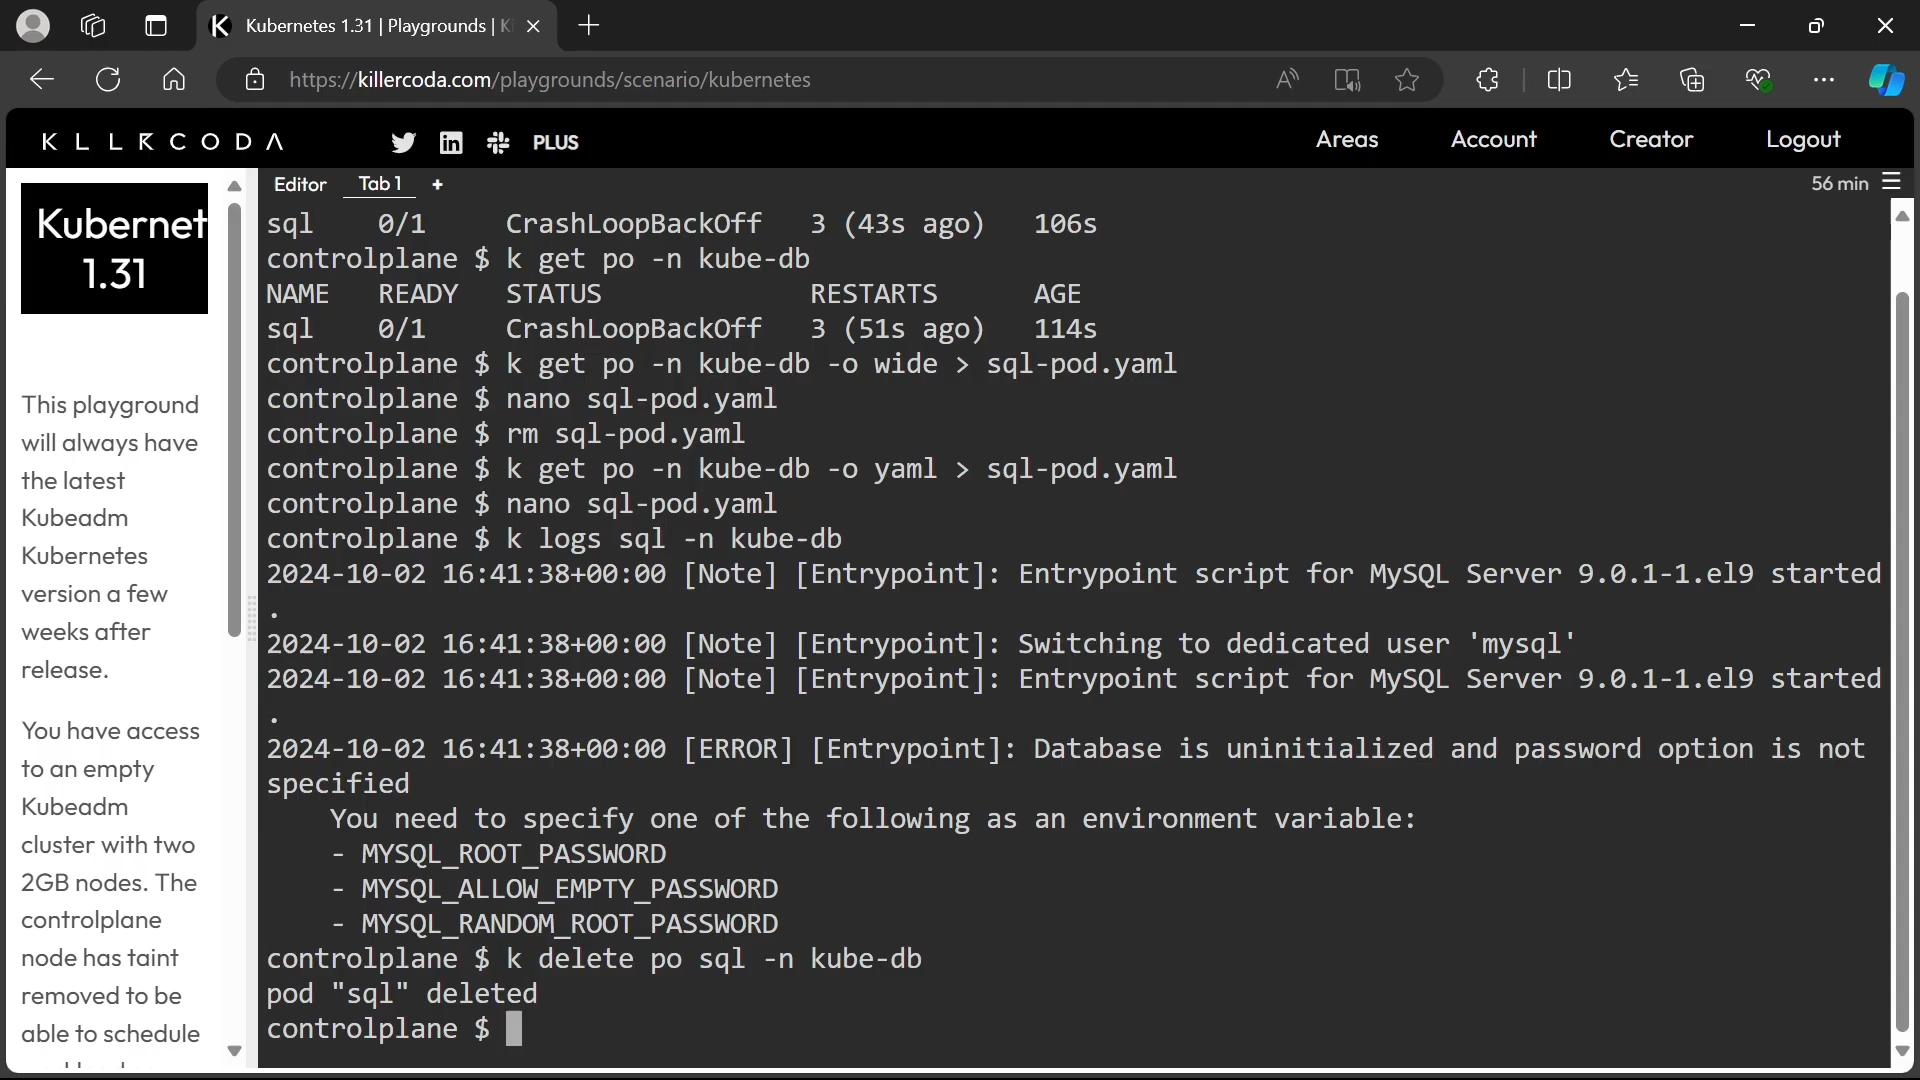 Kubernetes 1.31 | Playgrounds | Ki
https://killercoda.com/playgrounds/scenario/kubernetes
KLLRCODA
PLUS
Areas
Account
Creator
Logout
Kubernet
1.31
This playground
will always have
the latest
Kubeadm
Kubernetes
version a few
weeks after
release.
You have access
to an empty
Kubeadm
cluster with two
2GB nodes. The
controlplane
node has taint
removed to be
able to schedule
Editor
Tab 1
+
56 min
sql    0/1     CrashLoopBackOff   3 (43s ago)   106s
controlplane $ k get po -n kube-db
NAME   READY   STATUS             RESTARTS      AGE
sql    0/1     CrashLoopBackOff   3 (51s ago)   114s
controlplane $ k get po -n kube-db -o wide > sql-pod.yaml
controlplane $ nano sql-pod.yaml
controlplane $ rm sql-pod.yaml
controlplane $ k get po -n kube-db -o yaml > sql-pod.yaml
controlplane $ nano sql-pod.yaml
controlplane $ k logs sql -n kube-db
2024-10-02 16:41:38+00:00 [Note] [Entrypoint]: Entrypoint script for MySQL Server 9.0.1-1.el9 started
.
2024-10-02 16:41:38+00:00 [Note] [Entrypoint]: Switching to dedicated user 'mysql'
2024-10-02 16:41:38+00:00 [Note] [Entrypoint]: Entrypoint script for MySQL Server 9.0.1-1.el9 started
.
2024-10-02 16:41:38+00:00 [ERROR] [Entrypoint]: Database is uninitialized and password option is not
specified
    You need to specify one of the following as an environment variable:
    - MYSQL_ROOT_PASSWORD
    - MYSQL_ALLOW_EMPTY_PASSWORD
    - MYSQL_RANDOM_ROOT_PASSWORD
controlplane $ k delete po sql -n kube-db
pod "sql" deleted
controlplane $